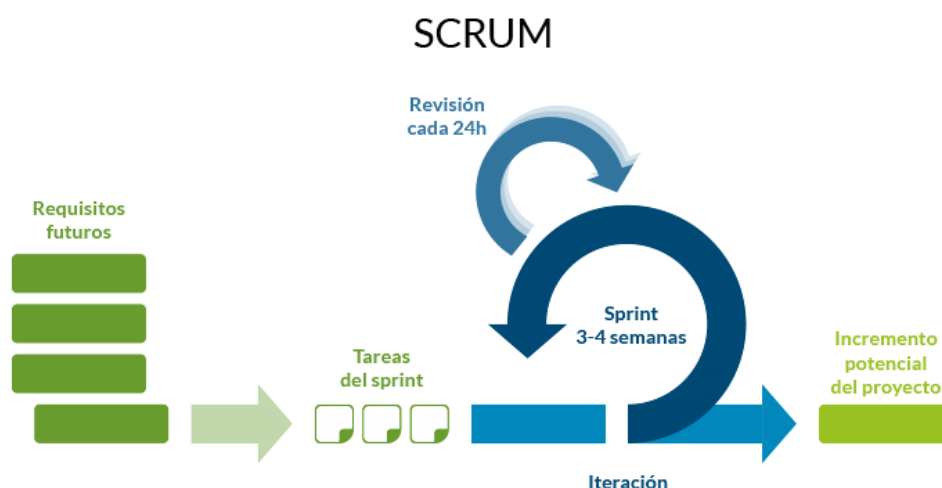 SCRUM
Revisión
cada 24h
Requisitos
futuros
Sprint
3-4 semanas
Tareas
del sprint
Incremento
potencial
del proyecto
Iteración